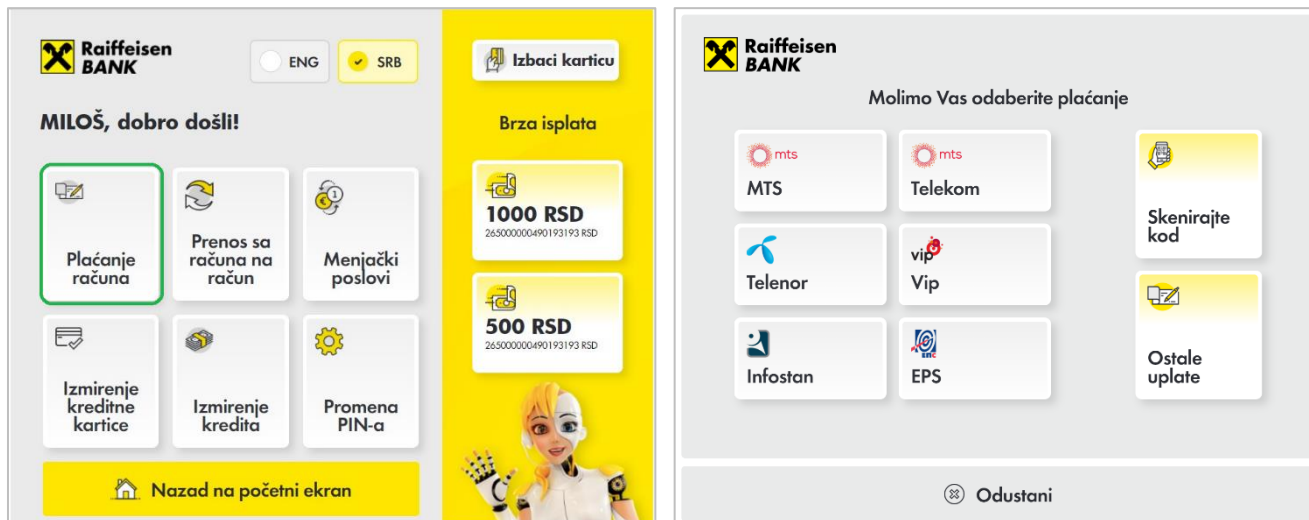 Raiffeisen
BANK
ENG
SRB
Izbaci karticu
MILOŠ, dobro došli!
Brza isplata
Plaćanje
računa
Prenos sa
računa na
račun
€ 1
Menjački
poslovi
1000 RSD
265000000490193193 RSD
Izmirenje
kreditne
kartice
Izmirenje
kredita
Promena
PIN-a
500 RSD
265000000490193193 RSD
Nazad na početni ekran
Raiffeisen
BANK
Molimo Vas odaberite plaćanje
mts
MTS
mts
Telekom
Skenirajte
kod
Telenor
vip
Vip
Infostan
EPS
Ostale
uplate
Odustani